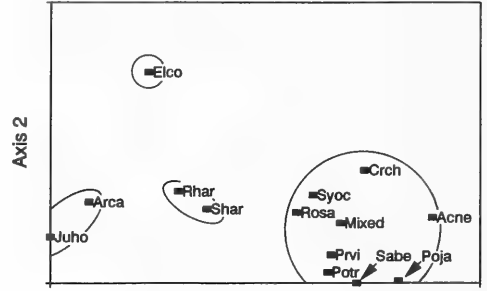 Axis 2
Elco
Crch
Rhar
Syoc
Arca
Shar
Rosa
Mixed
Acne
Juho
Prvi
Sabe
Poja
Potr